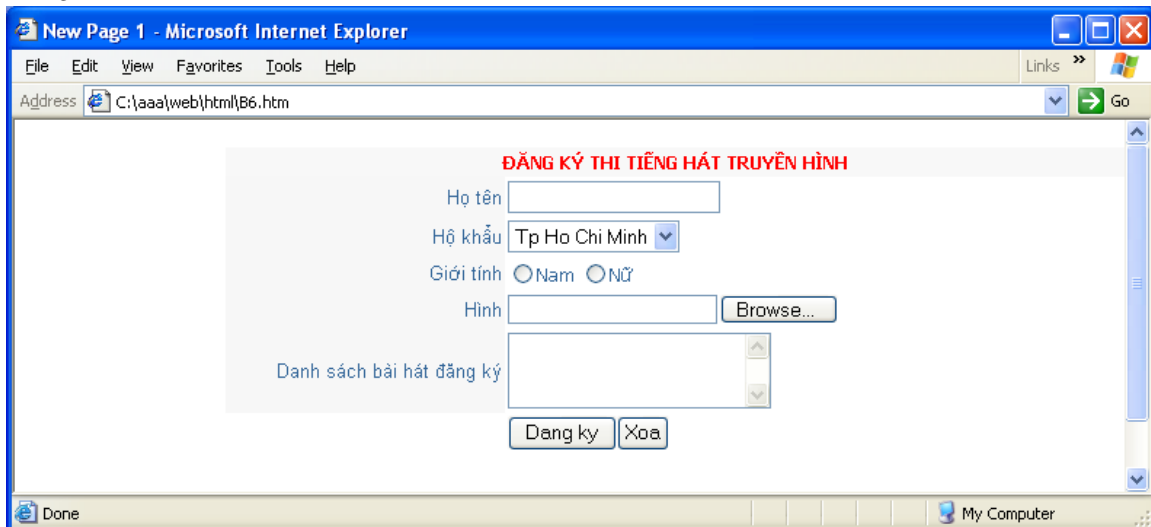 New Page 1 - Microsoft Internet Explorer
File Edit View Favorites Tools Help Links »
Address C:\aaa\web\html\B6.htm Go
ĐĂNG KÝ THI TIẾNG HÁT TRUYỀN HÌNH
Họ tên
Hộ khẩu Tp Ho Chi Minh
Giới tính Nam Nữ
Hình Browse...
Danh sách bài hát đăng ký
Dang ky Xoa
Done My Computer